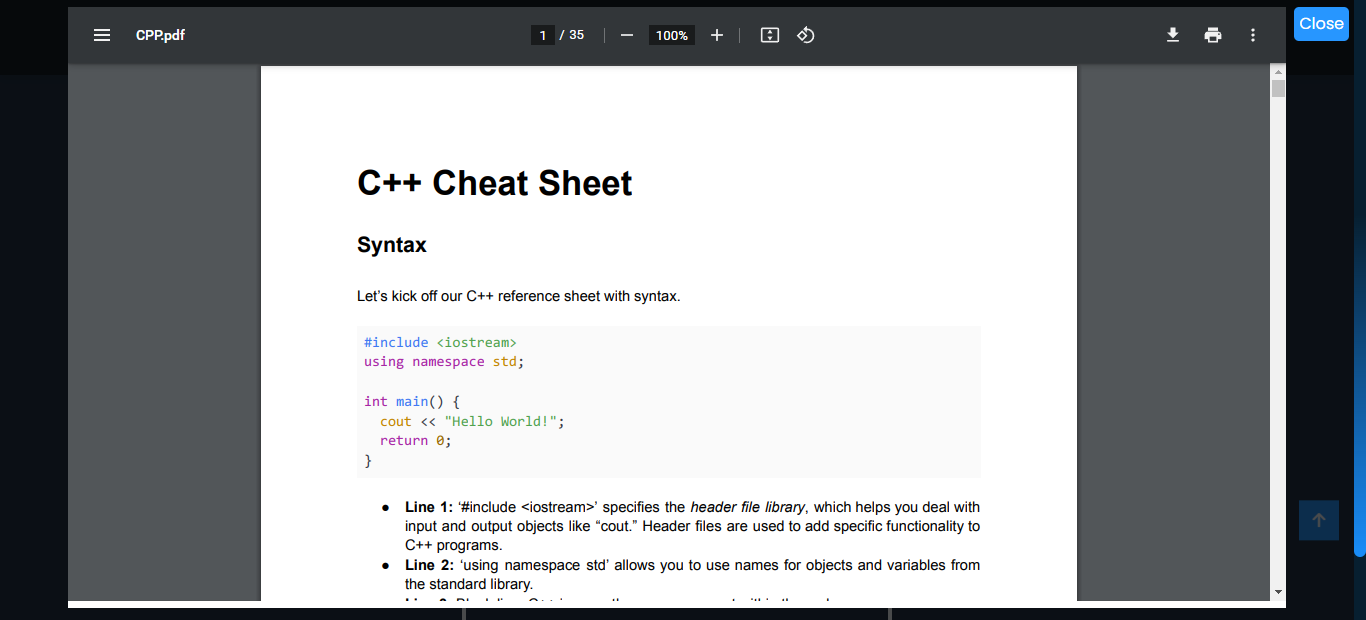 CPP.pdf
1 / 35
100%
Close
C++ Cheat Sheet
Syntax
Let’s kick off our C++ reference sheet with syntax.
#include <iostream>
using namespace std;
int main() {
cout << "Hello World!";
return 0;
}
● Line 1: ‘#include <iostream>’ specifies the header file library, which helps you deal with
input and output objects like “cout.” Header files are used to add specific functionality to
C++ programs.
● Line 2: ‘using namespace std’ allows you to use names for objects and variables from
the standard library.